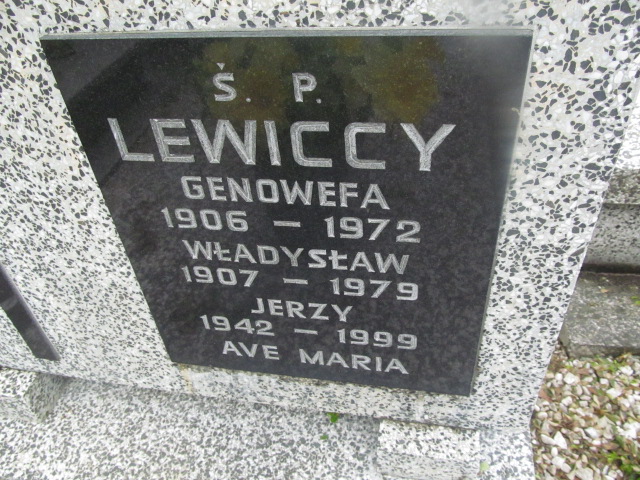 Ś. P.
LEWICCY
GENOWEFA
1906 – 1972
WŁADYSŁAW
1907 – 1979
JERZY
1942 – 1999
AVE MARIA